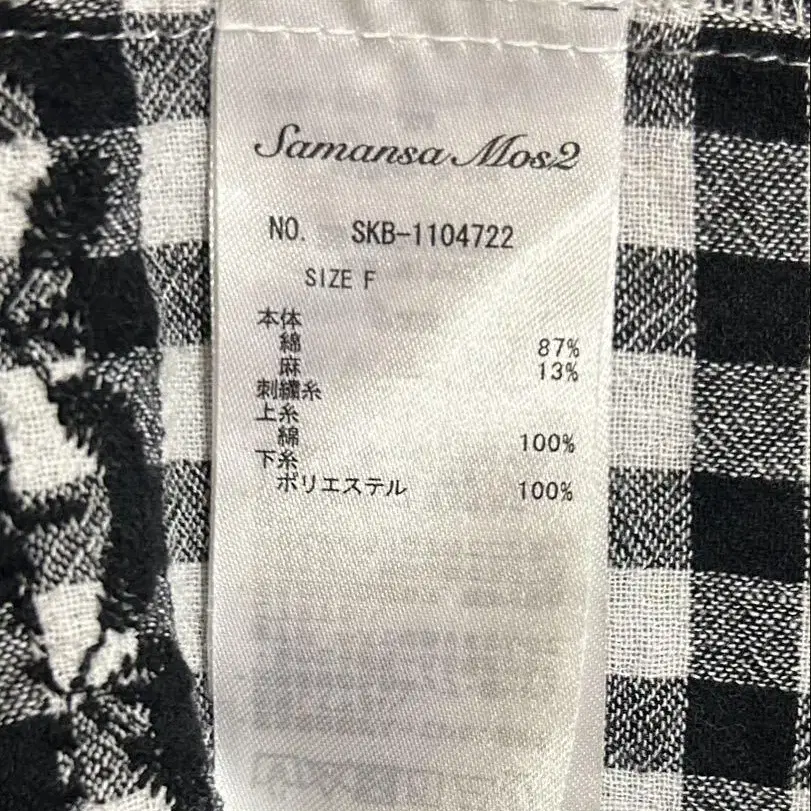 Samansa Mos2
NO. SKB-1104722
SIZE F
本体
綿 87%
麻 13%
刺繍糸
上糸
綿 100%
下糸
ポリエステル 100%